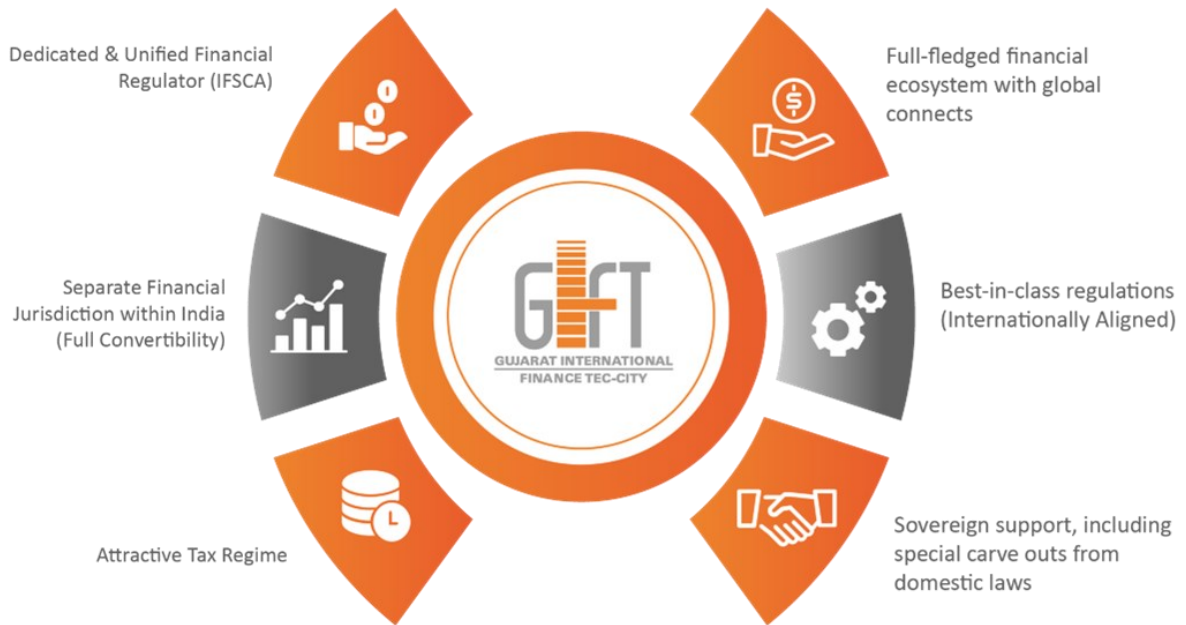 Dedicated & Unified Financial
Regulator (IFSCA)
Full-fledged financial
ecosystem with global
connects
Separate Financial
Jurisdiction within India
(Full Convertibility)
GIFT
GUJARAT INTERNATIONAL
FINANCE TEC-CITY
Best-in-class regulations
(Internationally Aligned)
Attractive Tax Regime
Sovereign support, including
special carve outs from
domestic laws